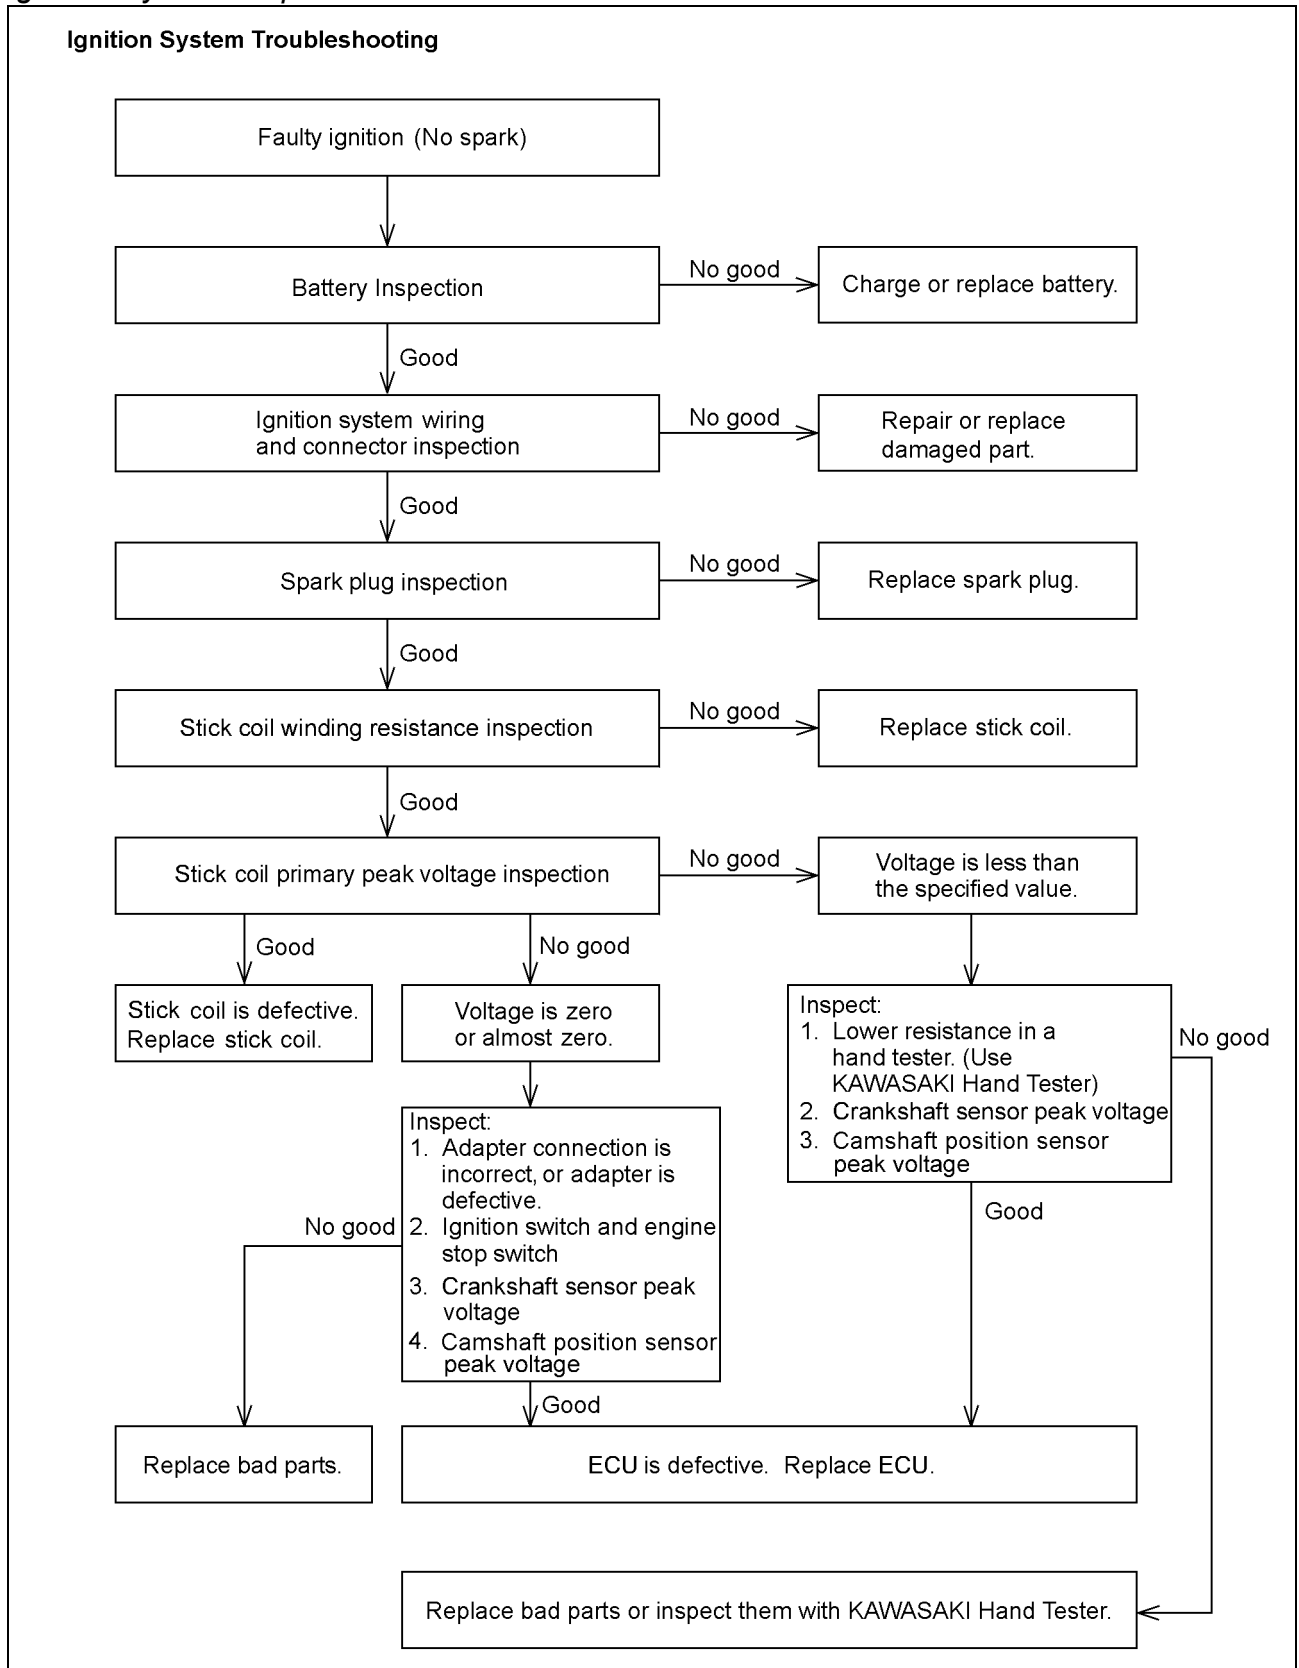 Ignition System Troubleshooting
Faulty ignition (No spark)
Battery Inspection
No good
Charge or replace battery.
Good
Ignition system wiring
and connector inspection
No good
Repair or replace
damaged part.
Good
Spark plug inspection
No good
Replace spark plug.
Good
Stick coil winding resistance inspection
No good
Replace stick coil.
Good
Stick coil primary peak voltage inspection
No good
Voltage is less than
the specified value.
Good
No good
Stick coil is defective.
Replace stick coil.
Voltage is zero
or almost zero.
Inspect:
1. Lower resistance in a
hand tester. (Use
KAWASAKI Hand Tester)
2. Crankshaft sensor peak voltage
3. Camshaft position sensor
peak voltage
No good
Good
Inspect:
1. Adapter connection is
incorrect, or adapter is
defective.
2. Ignition switch and engine
stop switch
3. Crankshaft sensor peak
voltage
4. Camshaft position sensor
peak voltage
No good
Good
Replace bad parts.
ECU is defective. Replace ECU.
Replace bad parts or inspect them with KAWASAKI Hand Tester.